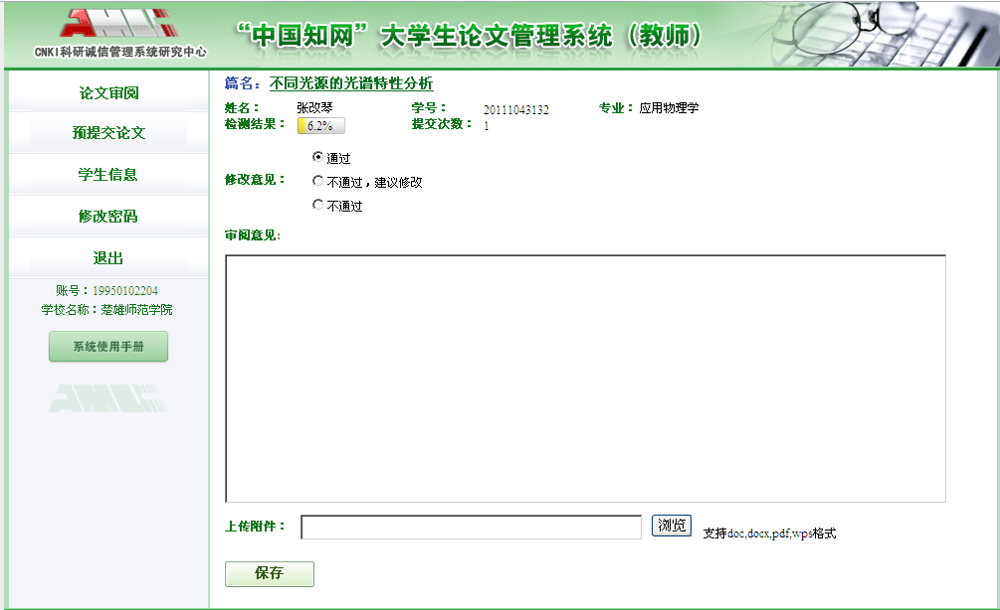 AMLC
CNKI科研诚信管理系统研究中心
“中国知网”大学生论文管理系统（教师）
论文审阅
预提交论文
学生信息
修改密码
退出
账号：19950102204
学校名称：楚雄师范学院
系统使用手册
篇名：不同光源的光谱特性分析
姓名： 张改琴 学号： 20111043132 专业：应用物理学
检测结果： 6.2% 提交次数： 1
修改意见：
通过
不通过，建议修改
不通过
审阅意见:
上传附件： 浏览 支持doc,docx,pdf,wps格式
保存